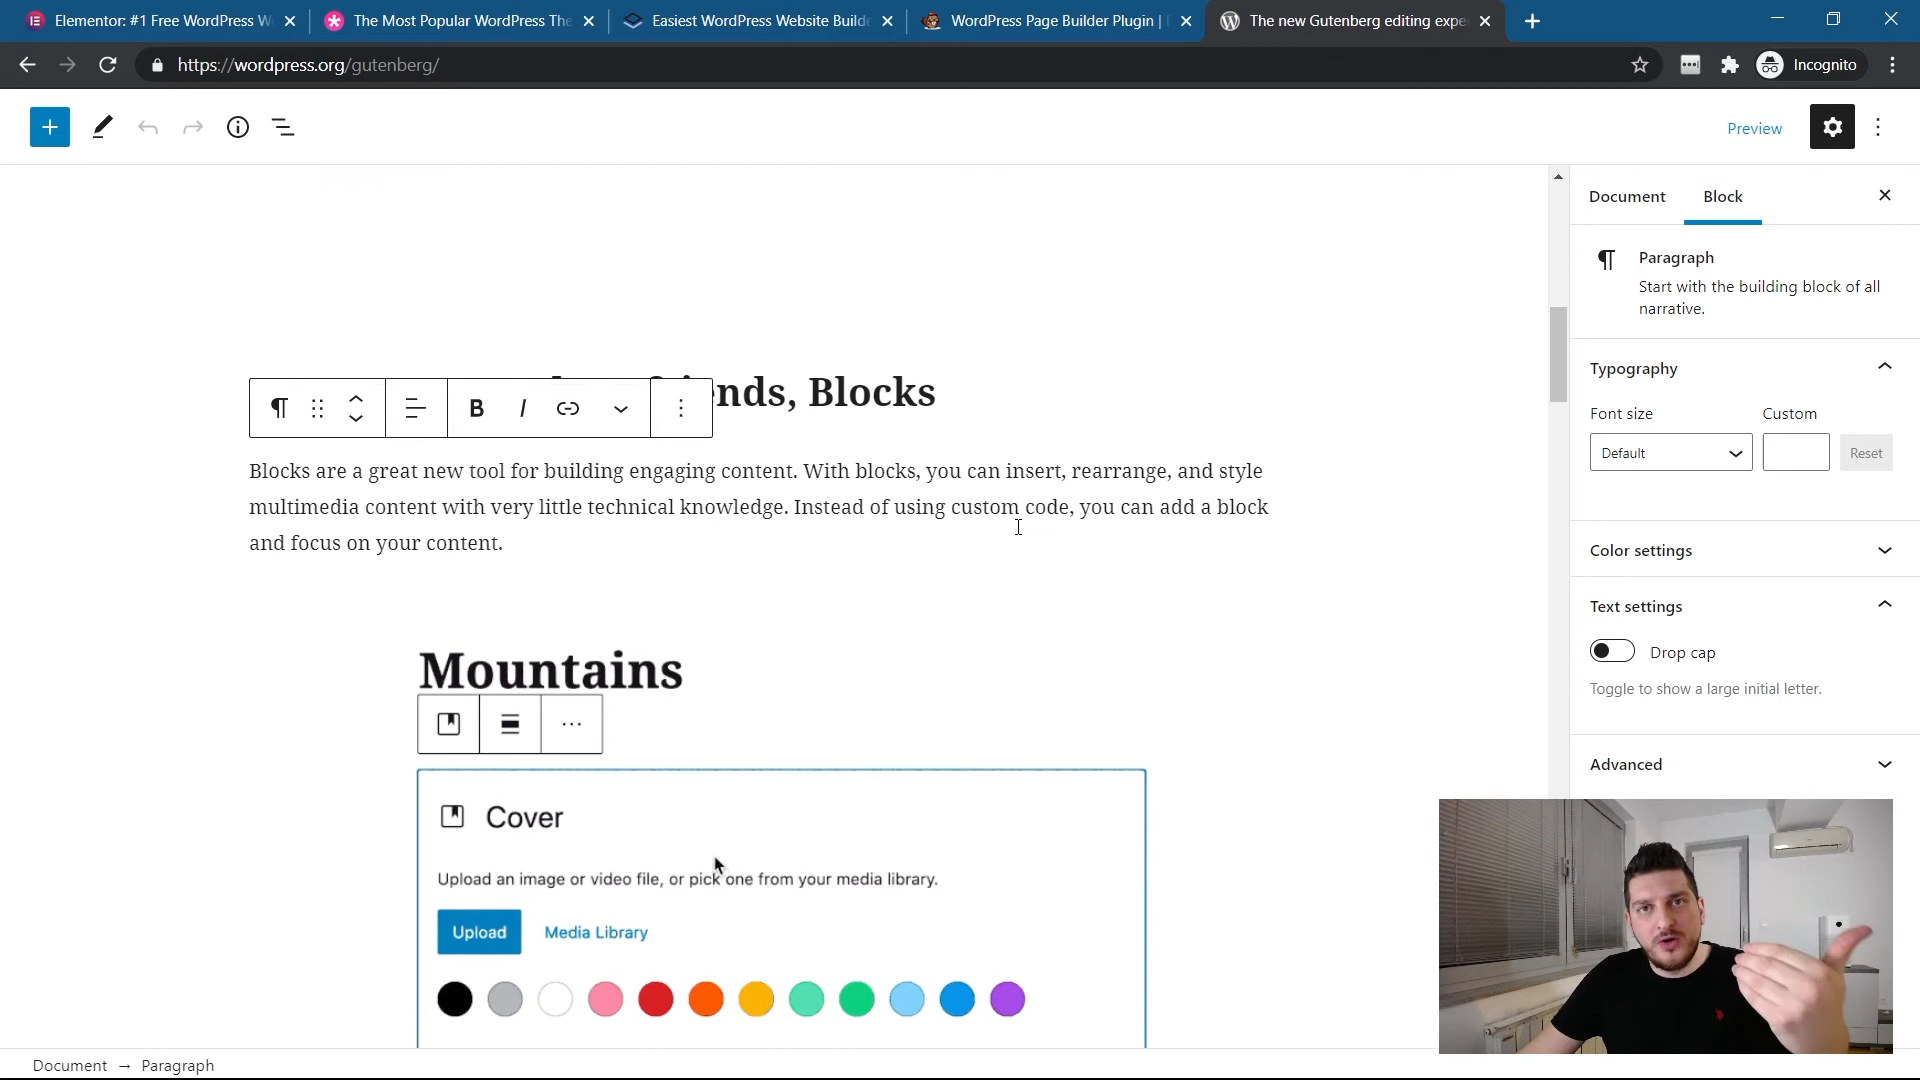 Elementor: #1 Free WordPress W
The Most Popular WordPress The
Easiest WordPress Website Builde
WordPress Page Builder Plugin |
The new Gutenberg editing expe
https://wordpress.org/gutenberg/
Incognito
Preview
Document
Block
Paragraph
Start with the building block of all
narrative.
Typography
Font size
Custom
Default
Reset
Color settings
Text settings
Drop cap
Toggle to show a large initial letter.
Advanced
nds, Blocks
B I
Blocks are a great new tool for building engaging content. With blocks, you can insert, rearrange, and style
multimedia content with very little technical knowledge. Instead of using custom code, you can add a block
and focus on your content.
Mountains
Cover
Upload an image or video file, or pick one from your media library.
Upload
Media Library
Document → Paragraph